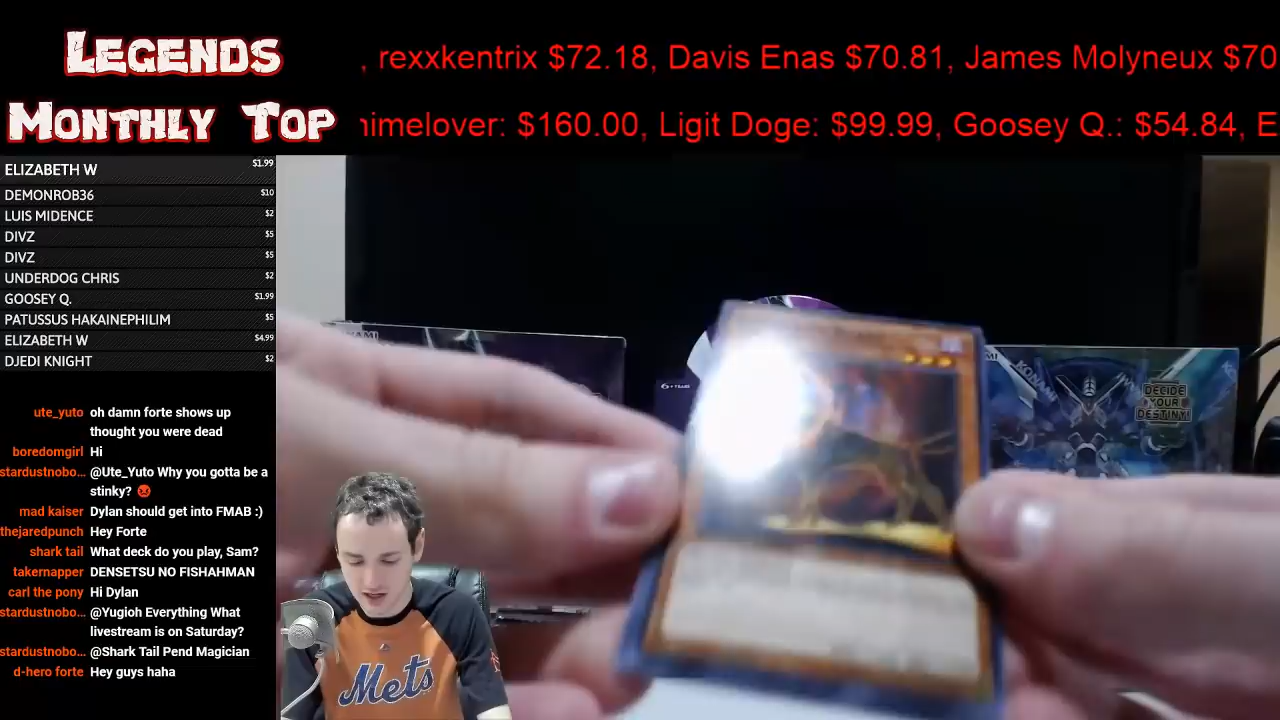 LEGENDS
, rexxkentrix $72.18, Davis Enas $70.81, James Molyneux $70
MONTHLY TOP
nimelover: $160.00, Ligit Doge: $99.99, Goosey Q.: $54.84, E
ELIZABETH W $1.99
DEMONROB36 $10
LUIS MIDENCE $2
DIVZ $5
DIVZ $5
UNDERDOG CHRIS $2
GOOSEY Q. $1.99
PATUSSUS HAKAINEPHILIM $5
ELIZABETH W $4.99
DJEDI KNIGHT $2
ute_yuto oh damn forte shows up
thought you were dead
boredomgirl Hi
stardustnobo... @Ute_Yuto Why you gotta be a
stinky?
mad kaiser Dylan should get into FMAB :)
thejaredpunch Hey Forte
shark tail What deck do you play, Sam?
takernapper DENSETSU NO FISHAHMAN
carl the pony Hi Dylan
stardustnobo... @Yugioh Everything What
livestream is on Saturday?
stardustnobo... @Shark Tail Pend Magician
d-hero forte Hey guys haha
KONAMI
DECIDE
YOUR
DESTINY!
Mets